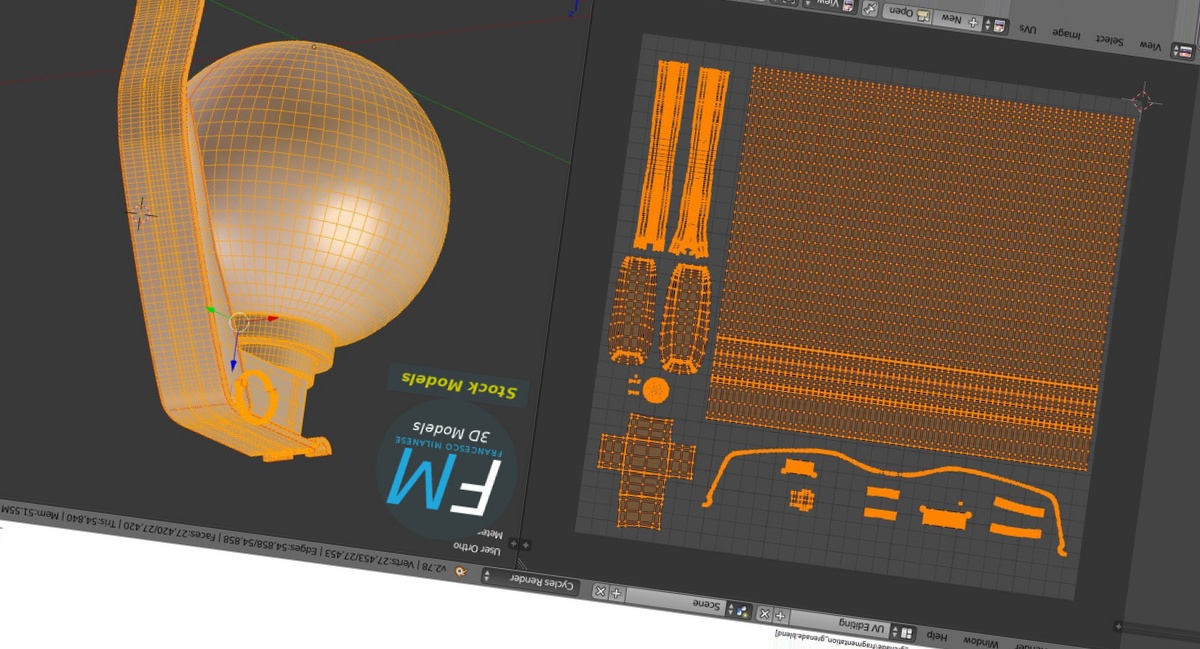 _grenade\fragmentation_grenade.blend]
Window Help UV Editing Scene Cycles Render
v2.78 | Verts:27,453/27,453 | Edges:54,858/54,858 | Faces:27,420/27,420 | Tris:54,840 | Mem:51.55M
User Ortho
FM
FRANCESCO MILANESE
3D Models
Stock Models
View Select Image UVs New Open View
Z